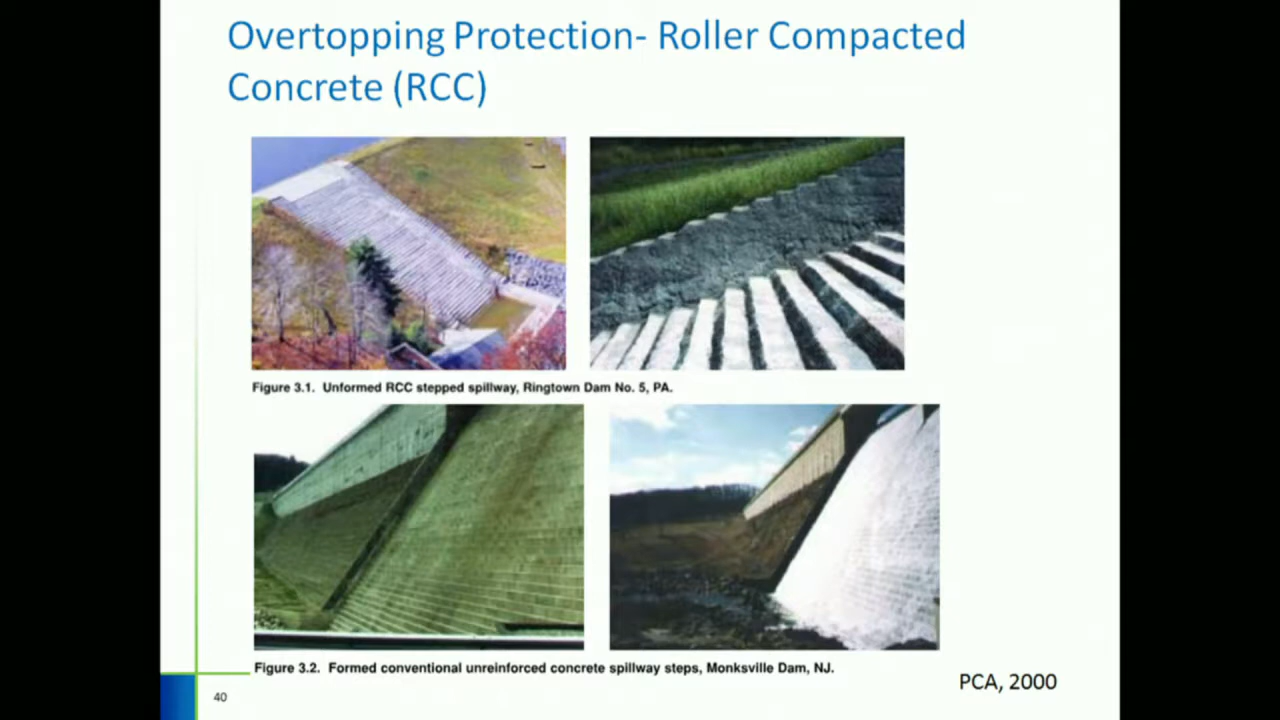 Overtopping Protection- Roller Compacted
Concrete (RCC)
Figure 3.1. Unformed RCC stepped spillway, Ringtown Dam No. 5, PA.
Figure 3.2. Formed conventional unreinforced concrete spillway steps, Monksville Dam, NJ.
PCA, 2000
40